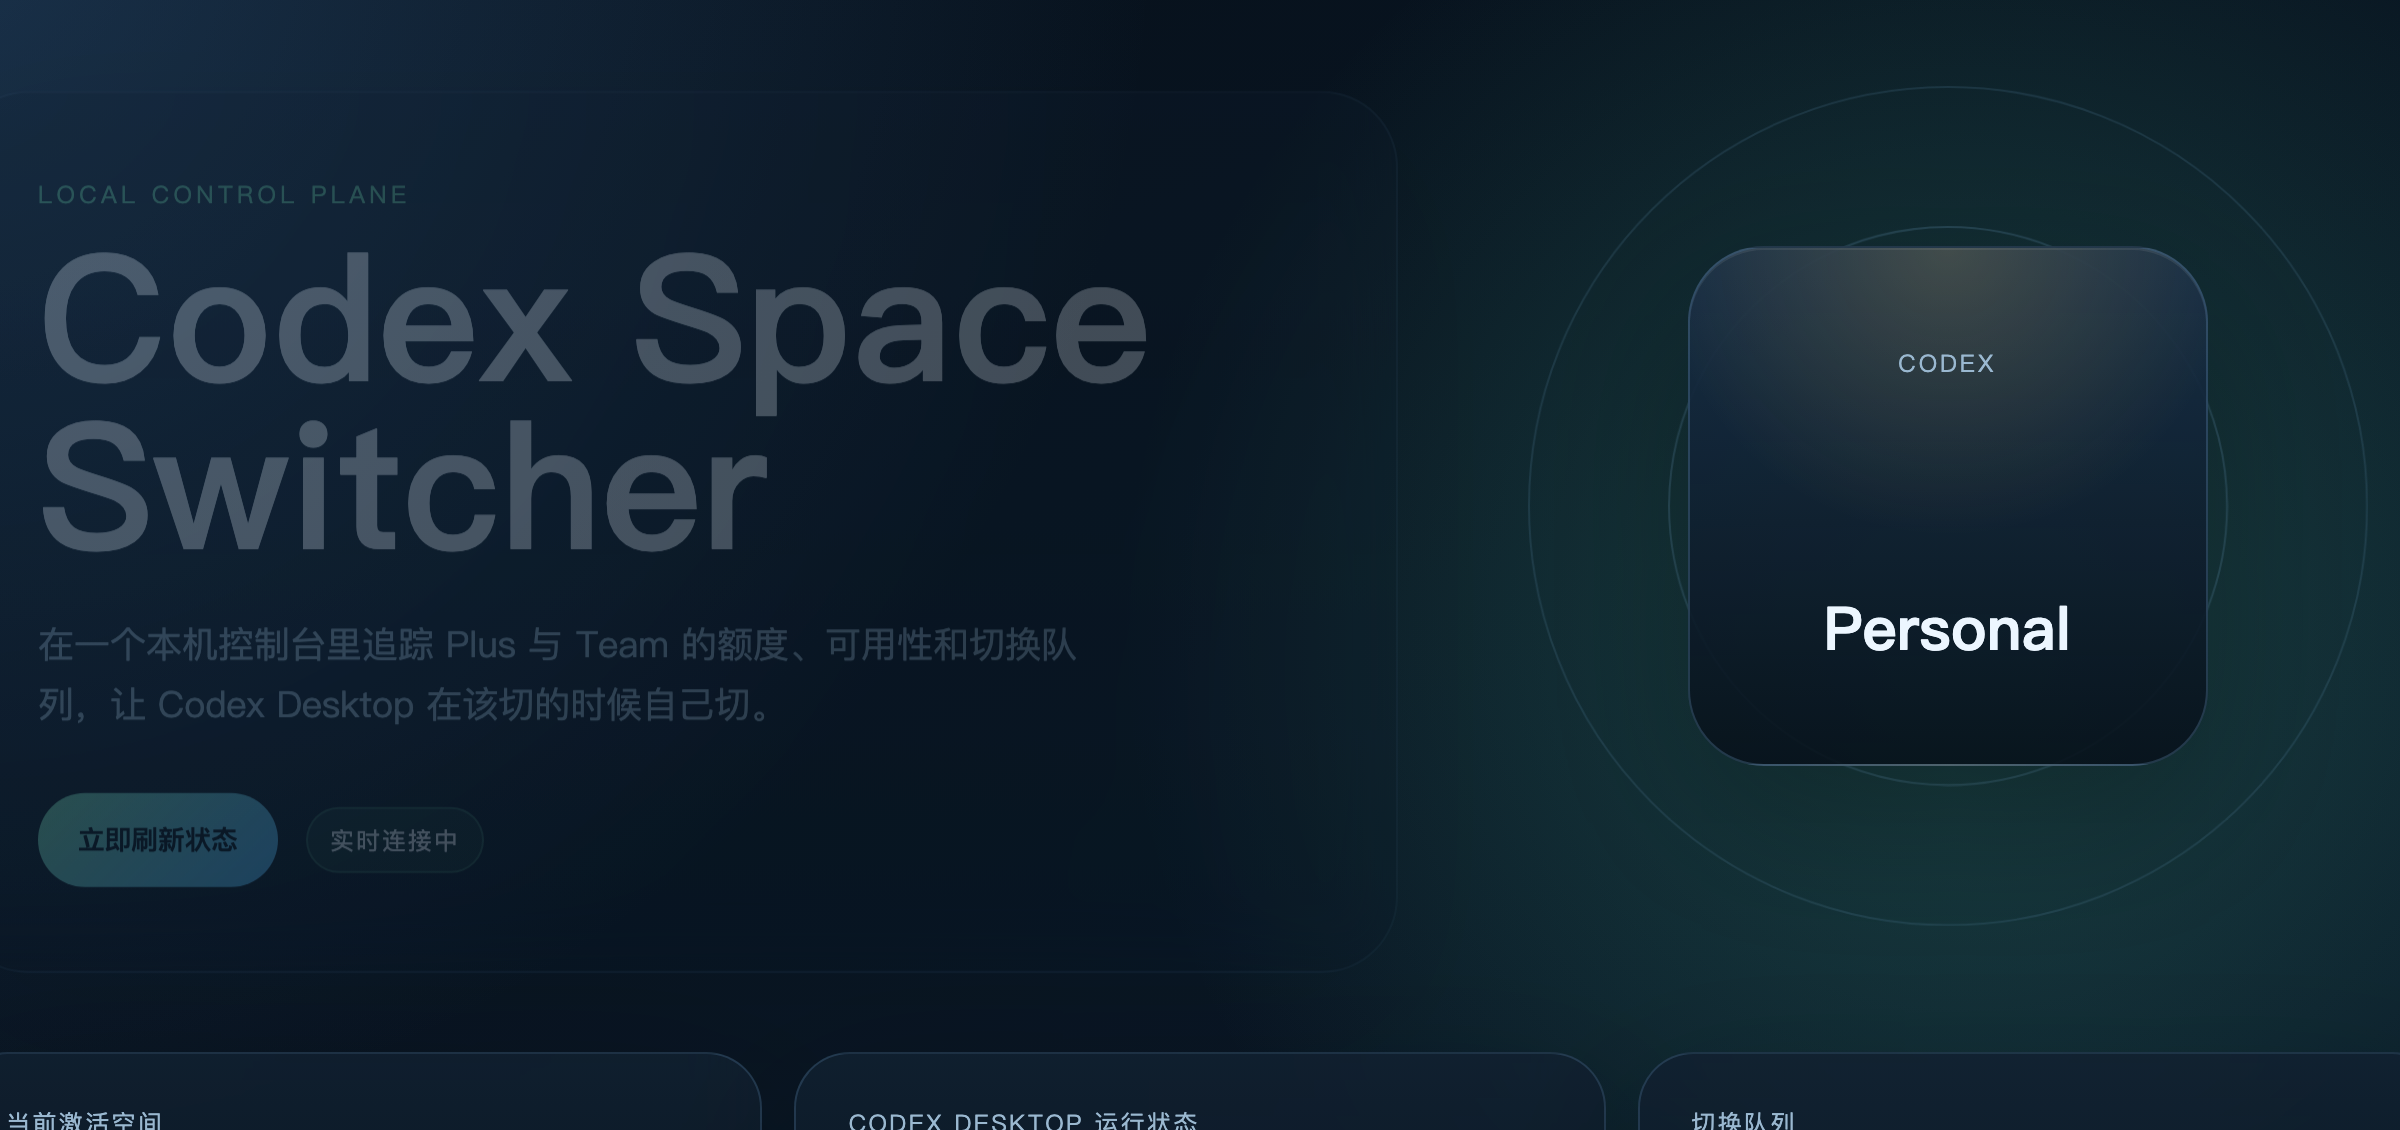 LOCAL CONTROL PLANE
Codex Space
Switcher
在一个本机控制台里追踪 Plus 与 Team 的额度、可用性和切换队
列，让 Codex Desktop 在该切的时候自己切。
立即刷新状态
实时连接中
CODEX
Personal
当前激活空间
CODEX DESKTOP 运行状态
切换队列